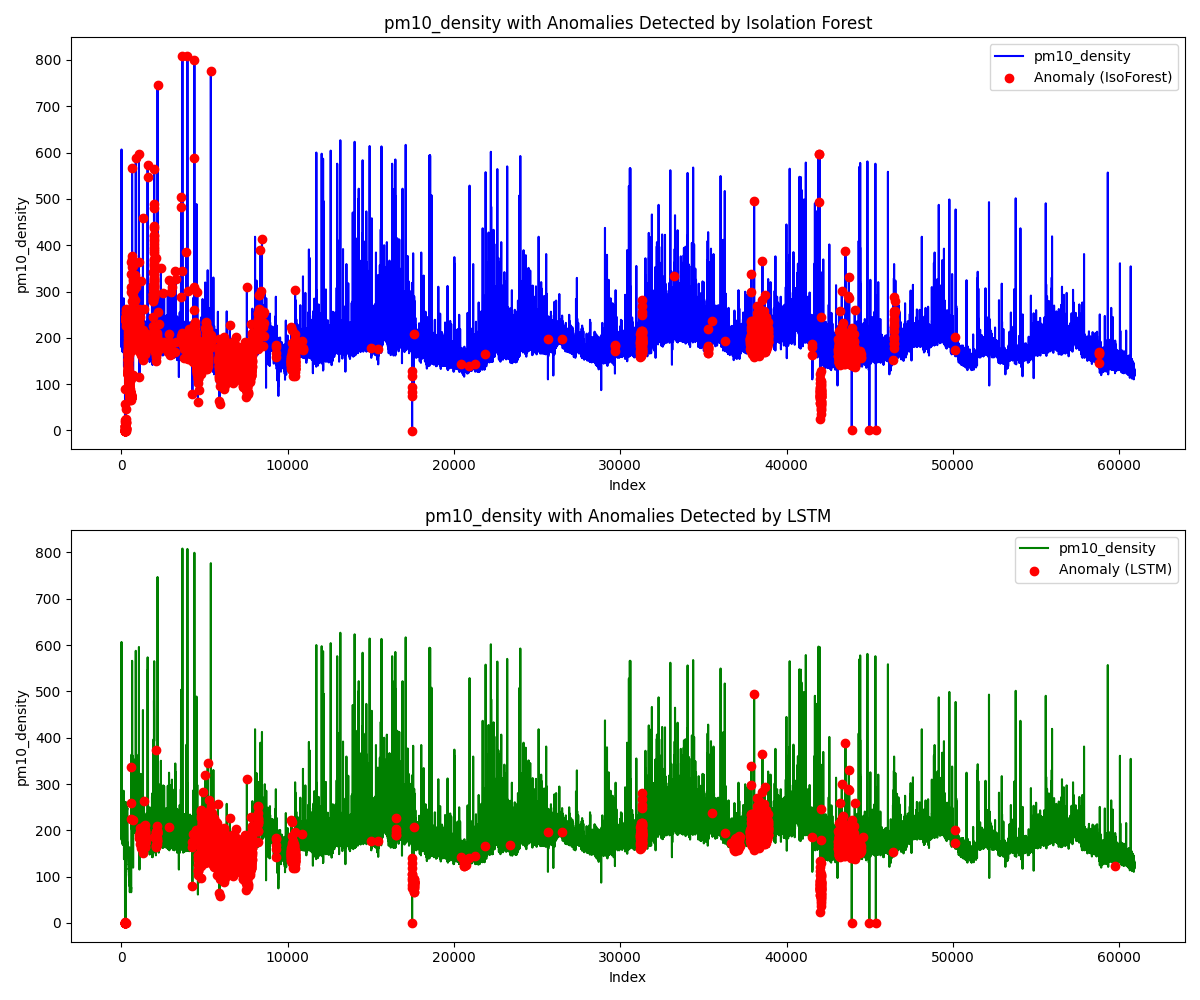 pm10_density with Anomalies Detected by Isolation Forest
pm10_density
800
700
600
500
400
300
200
100
0
pm10_density
Anomaly (IsoForest)
0 10000 20000 30000 40000 50000 60000
Index
pm10_density with Anomalies Detected by LSTM
pm10_density
800
700
600
500
400
300
200
100
0
pm10_density
Anomaly (LSTM)
0 10000 20000 30000 40000 50000 60000
Index